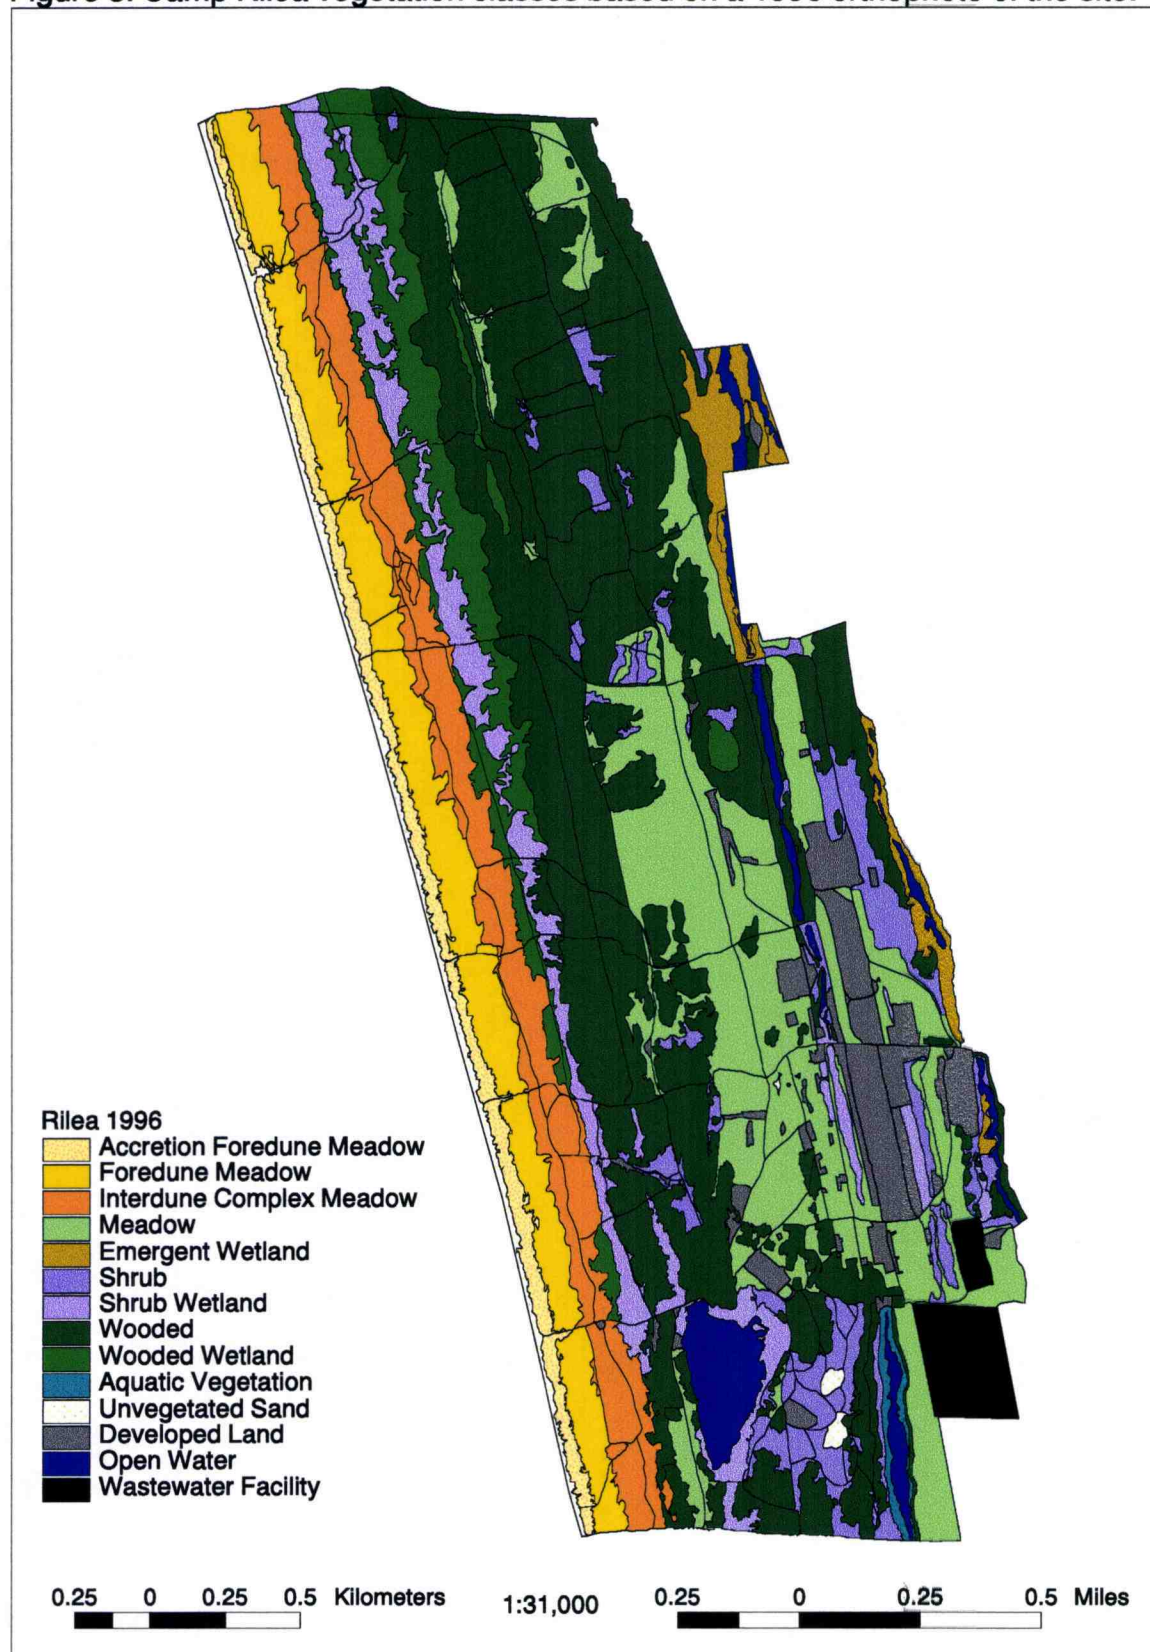 Rilea 1996
Accretion Foredune Meadow
Foredune Meadow
Interdune Complex Meadow
Meadow
Emergent Wetland
Shrub
Shrub Wetland
Wooded
Wooded Wetland
Aquatic Vegetation
Unvegetated Sand
Developed Land
Open Water
Wastewater Facility
0.25 0 0.25 0.5 Kilometers
1:31,000
0.25 0 0.25 0.5 Miles